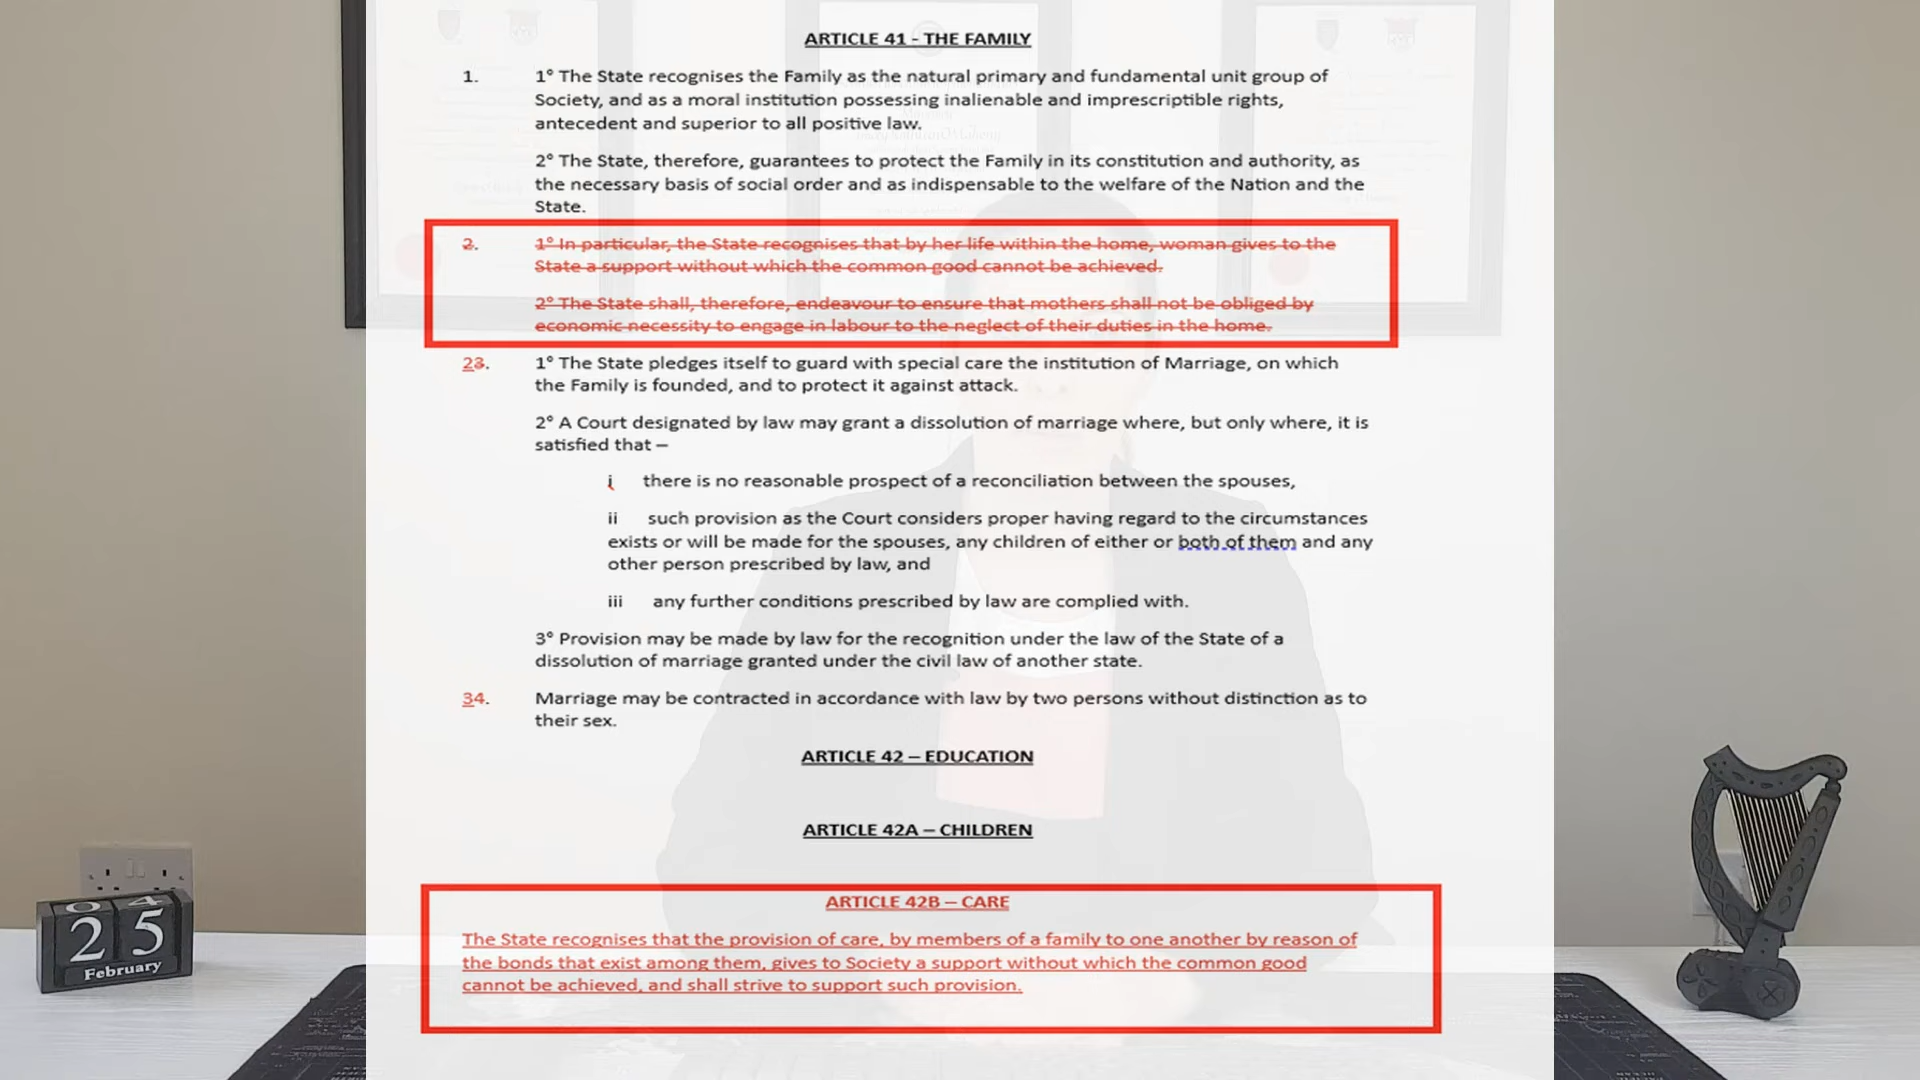 ARTICLE 41 - THE FAMILY
1. 1° The State recognises the Family as the natural primary and fundamental unit group of
Society, and as a moral institution possessing inalienable and imprescriptible rights,
antecedent and superior to all positive law.
2° The State, therefore, guarantees to protect the Family in its constitution and authority, as
the necessary basis of social order and as indispensable to the welfare of the Nation and the
State.
2. 1° In particular, the State recognises that by her life within the home, woman gives to the
State a support without which the common good cannot be achieved.
2° The State shall, therefore, endeavour to ensure that mothers shall not be obliged by
economic necessity to engage in labour to the neglect of their duties in the home.
23. 1° The State pledges itself to guard with special care the institution of Marriage, on which
the Family is founded, and to protect it against attack.
2° A Court designated by law may grant a dissolution of marriage where, but only where, it is
satisfied that –
i there is no reasonable prospect of a reconciliation between the spouses,
ii such provision as the Court considers proper having regard to the circumstances
exists or will be made for the spouses, any children of either or both of them and any
other person prescribed by law, and
iii any further conditions prescribed by law are complied with.
3° Provision may be made by law for the recognition under the law of the State of a
dissolution of marriage granted under the civil law of another state.
34. Marriage may be contracted in accordance with law by two persons without distinction as to
their sex.
ARTICLE 42 – EDUCATION
ARTICLE 42A – CHILDREN
ARTICLE 42B – CARE
The State recognises that the provision of care, by members of a family to one another by reason of
the bonds that exist among them, gives to Society a support without which the common good
cannot be achieved, and shall strive to support such provision.
04
25
February